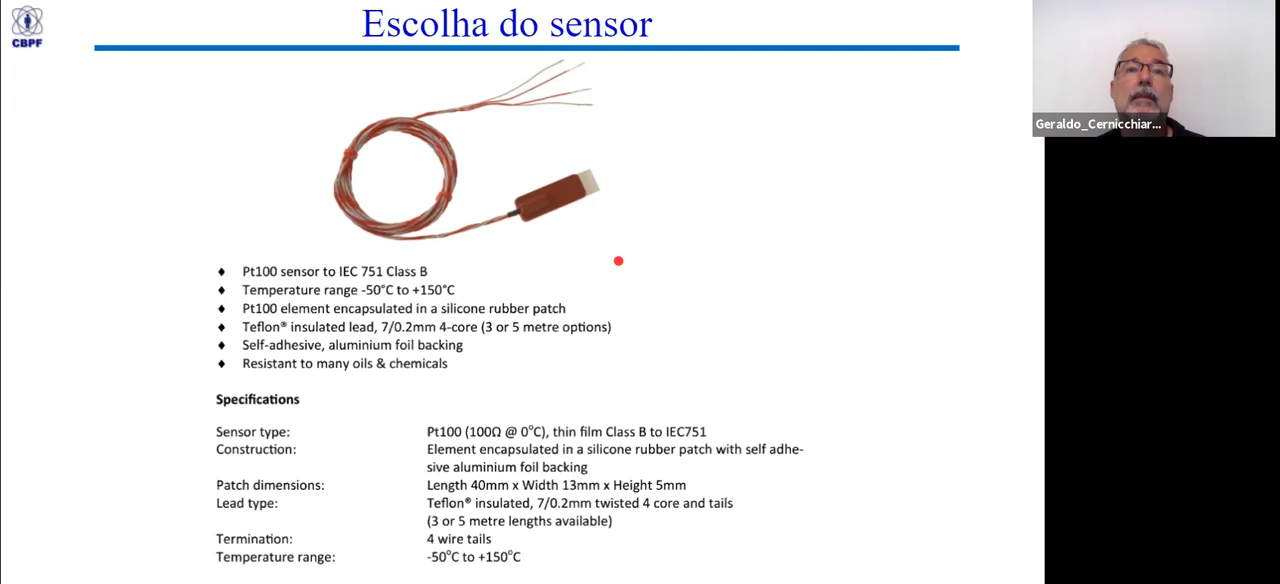 CBPF
Escolha do sensor
Geraldo_Cernicchiar...
♦ Pt100 sensor to IEC 751 Class B
♦ Temperature range -50°C to +150°C
♦ Pt100 element encapsulated in a silicone rubber patch
♦ Teflon® insulated lead, 7/0.2mm 4-core (3 or 5 metre options)
♦ Self-adhesive, aluminium foil backing
♦ Resistant to many oils & chemicals
Specifications
Sensor type: Pt100 (100Ω @ 0°C), thin film Class B to IEC751
Construction: Element encapsulated in a silicone rubber patch with self adhe-
sive aluminium foil backing
Patch dimensions: Length 40mm x Width 13mm x Height 5mm
Lead type: Teflon® insulated, 7/0.2mm twisted 4 core and tails
(3 or 5 metre lengths available)
Termination: 4 wire tails
Temperature range: -50°C to +150°C